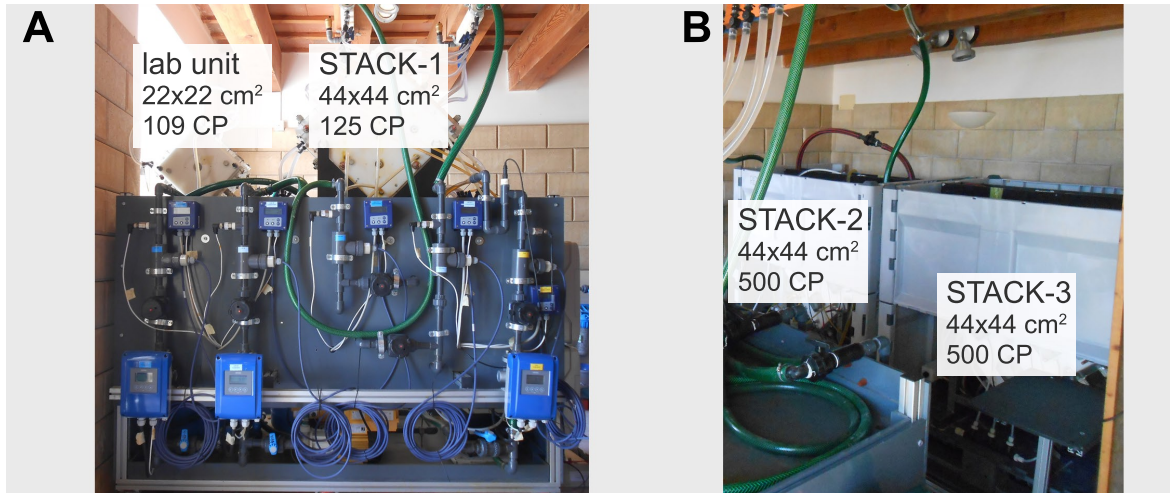 A
lab unit
22x22 cm²
109 CP
STACK-1
44x44 cm²
125 CP
B
STACK-2
44x44 cm²
500 CP
STACK-3
44x44 cm²
500 CP